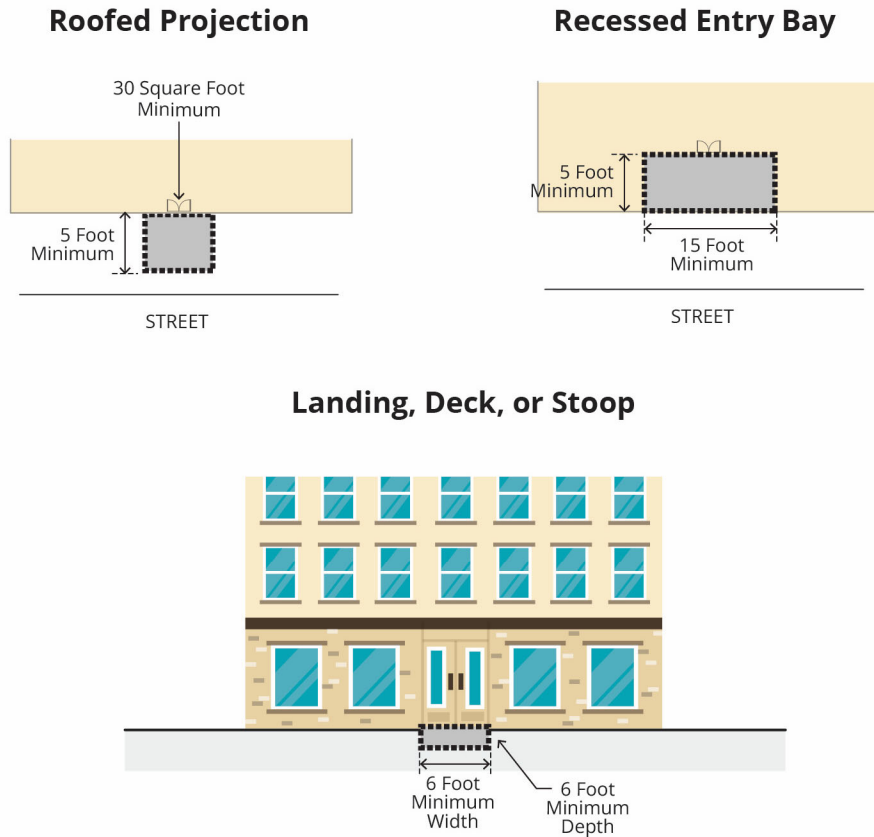 Roofed Projection
30 Square Foot
Minimum
5 Foot
Minimum
STREET
Recessed Entry Bay
5 Foot
Minimum
15 Foot
Minimum
STREET
Landing, Deck, or Stoop
6 Foot
Minimum
Width
6 Foot
Minimum
Depth